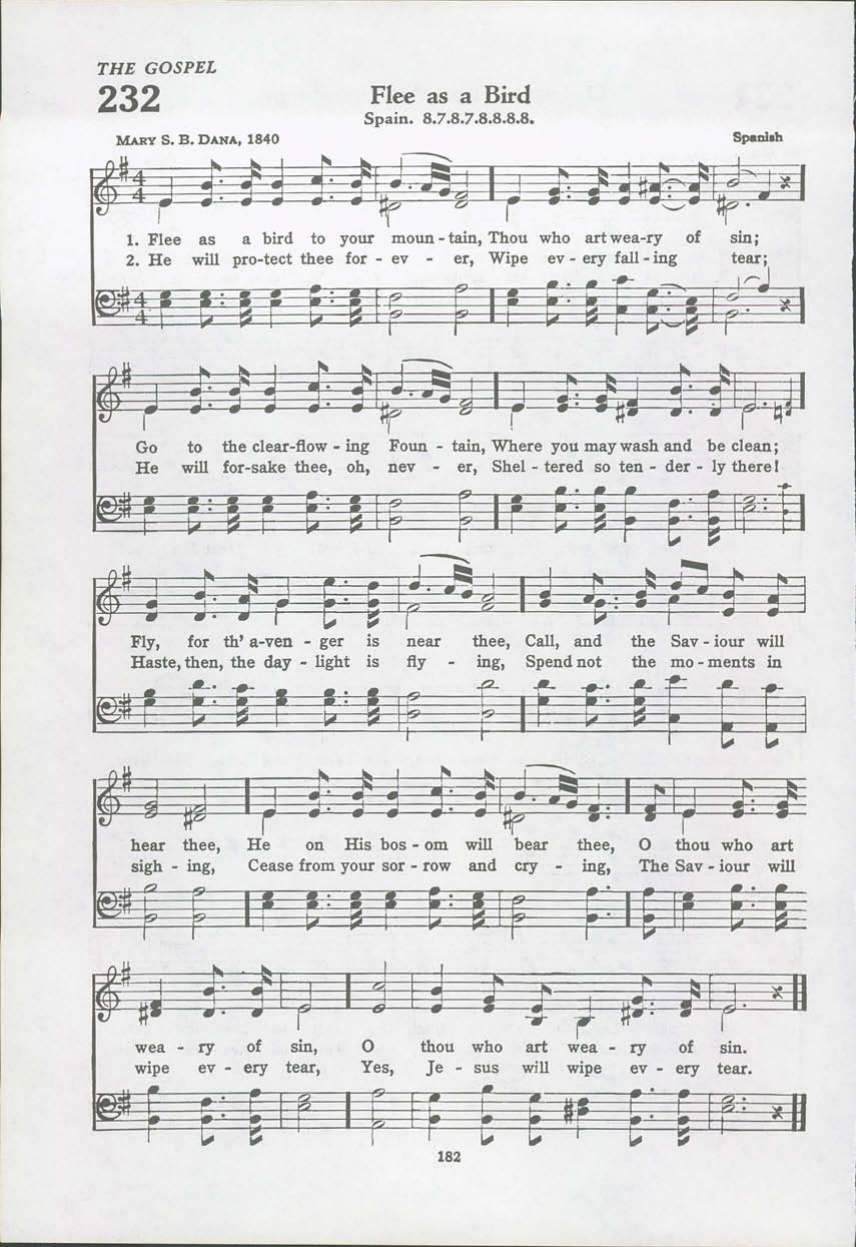 THE GOSPEL
232
Flee as a Bird
Spain. 8.7.8.7.8.8.8.8.
MARY S. B. DANA, 1840 Spanish
1. Flee as a bird to your moun - tain, Thou who art wea-ry of sin;
2. He will pro-tect thee for - ev - er, Wipe ev - ery fall - ing tear;
Go to the clear-flow - ing Foun - tain, Where you may wash and be clean;
He will for-sake thee, oh, nev - er, Shel - tered so ten - der - ly there!
Fly, for th' a-ven - ger is near thee, Call, and the Sav - iour will
Haste, then, the day - light is fly - ing, Spend not the mo - ments in
hear thee, He on His bos - om will bear thee, O thou who art
sigh - ing, Cease from your sor - row and cry - ing, The Sav - iour will
wea - ry of sin, O thou who art wea - ry of sin.
wipe ev - ery tear, Yes, Je - sus will wipe ev - ery tear.
182